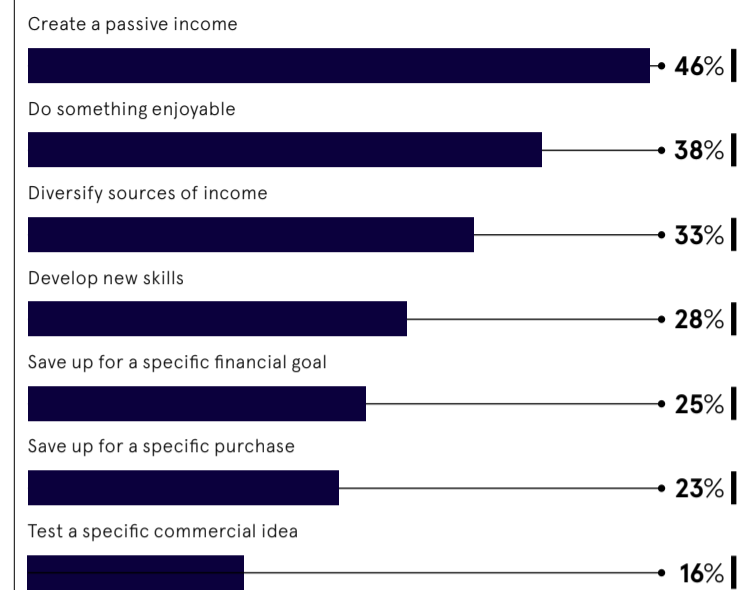 Create a passive income
46%
Do something enjoyable
38%
Diversify sources of income
33%
Develop new skills
28%
Save up for a specific financial goal
25%
Save up for a specific purchase
23%
Test a specific commercial idea
16%